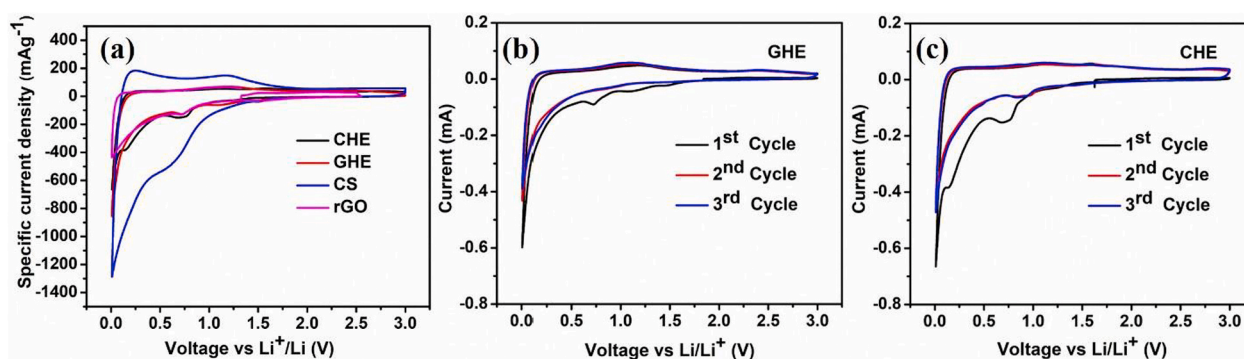 (a)
Specific current density (mAg⁻¹)
400
200
0
-200
-400
-600
-800
-1000
-1200
-1400
CHE
GHE
CS
rGO
0.0 0.5 1.0 1.5 2.0 2.5 3.0
Voltage vs Li⁺/Li (V)
(b)
GHE
Current (mA)
0.2
0.0
-0.2
-0.4
-0.6
-0.8
1st Cycle
2nd Cycle
3rd Cycle
0.0 0.5 1.0 1.5 2.0 2.5 3.0
Voltage vs Li/Li⁺ (V)
(c)
CHE
Current (mA)
0.2
0.0
-0.2
-0.4
-0.6
-0.8
1st Cycle
2nd Cycle
3rd Cycle
0.0 0.5 1.0 1.5 2.0 2.5 3.0
Voltage vs Li/Li⁺ (V)